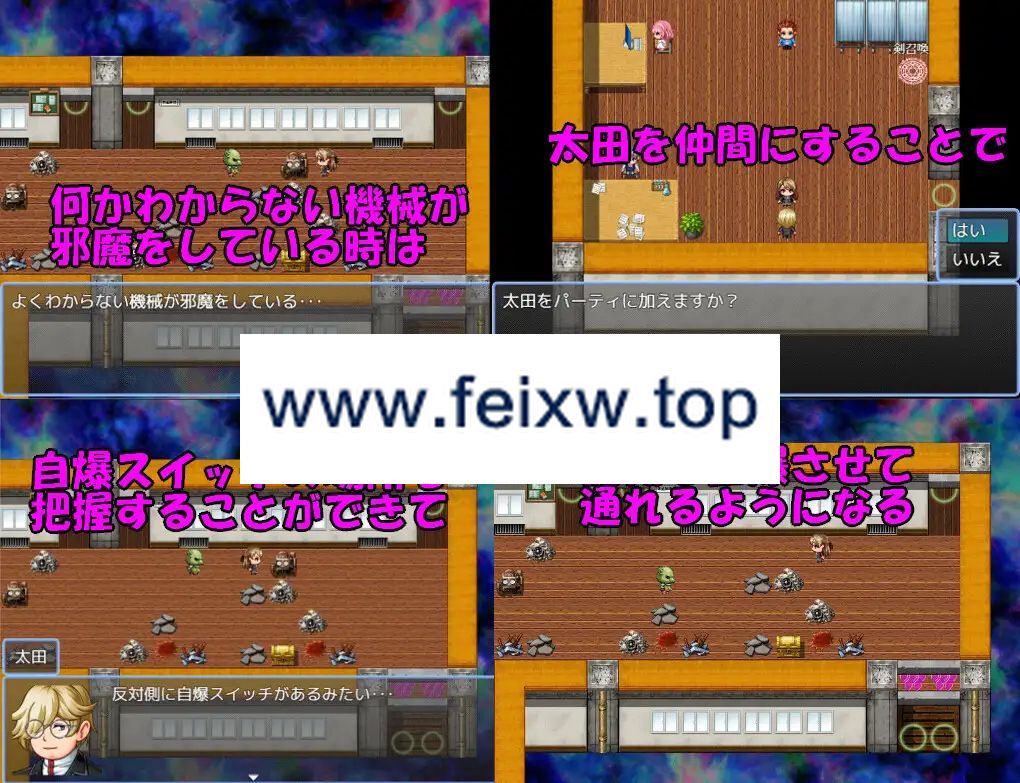 何かわからない機械が
邪魔をしている時は
よくわからない機械が邪魔をしている･･･
剣召喚
太田を仲間にすることで
はい
いいえ
太田をパーティに加えますか？
www.feixw.top
自爆スイッチ
把握することができて
太田
反対側に自爆スイッチがあるみたい･･･
させて
通れるようになる